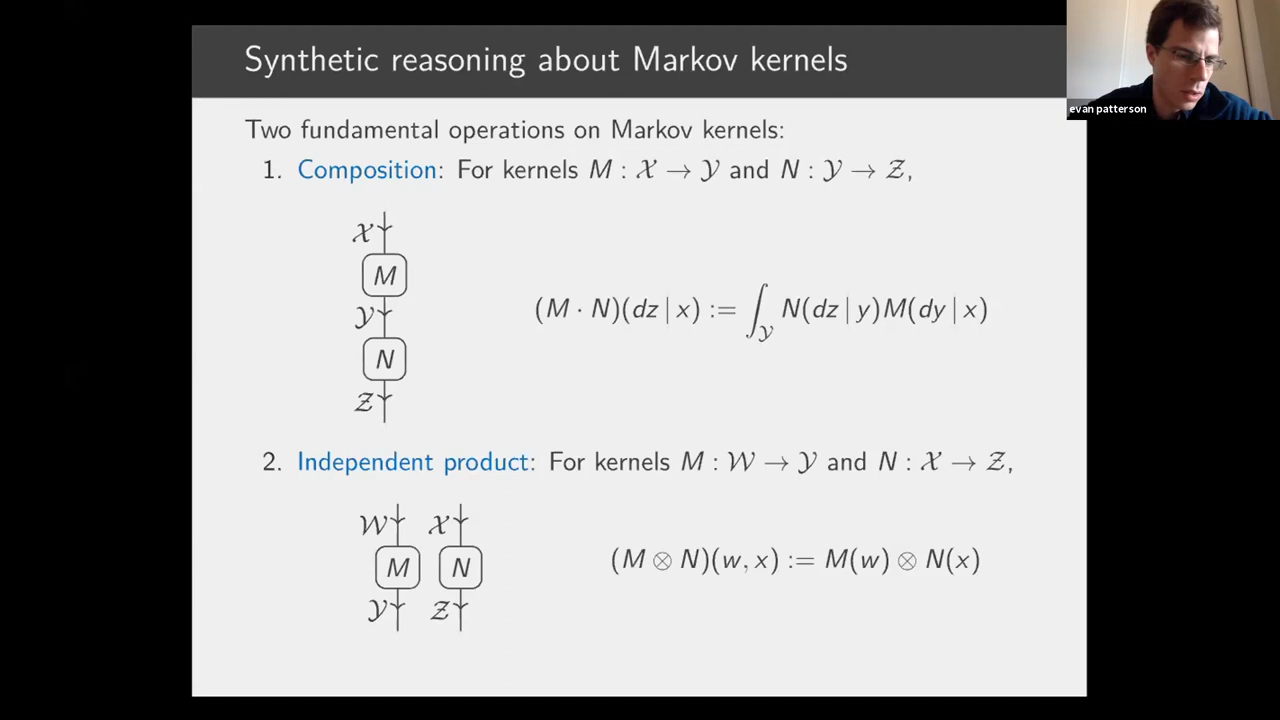 Synthetic reasoning about Markov kernels
evan patterson
Two fundamental operations on Markov kernels:
1. Composition: For kernels M : 𝒳 → 𝒴 and N : 𝒴 → 𝒵,
𝒳
M
𝒴
N
𝒵
(M · N)(dz | x) := ∫_𝒴 N(dz | y)M(dy | x)
2. Independent product: For kernels M : 𝒲 → 𝒴 and N : 𝒳 → 𝒵,
𝒲 𝒳
M N
𝒴 𝒵
(M ⊗ N)(w, x) := M(w) ⊗ N(x)